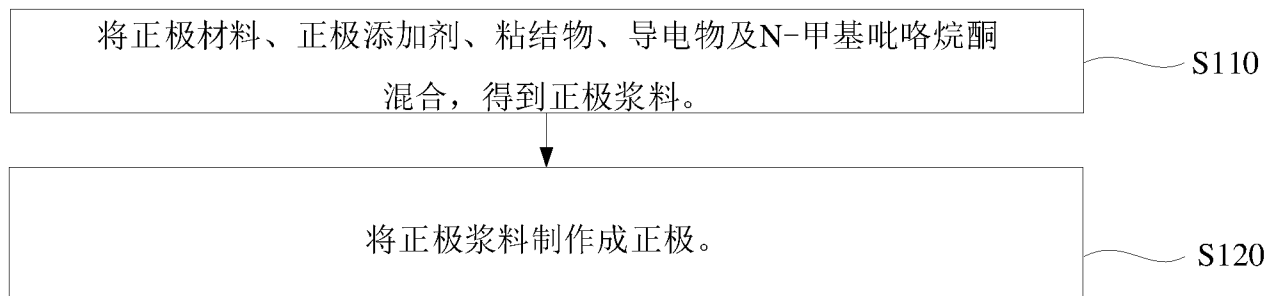 将正极材料、正极添加剂、粘结物、导电物及N-甲基吡咯烷酮
混合，得到正极浆料。
S110
将正极浆料制作成正极。
S120